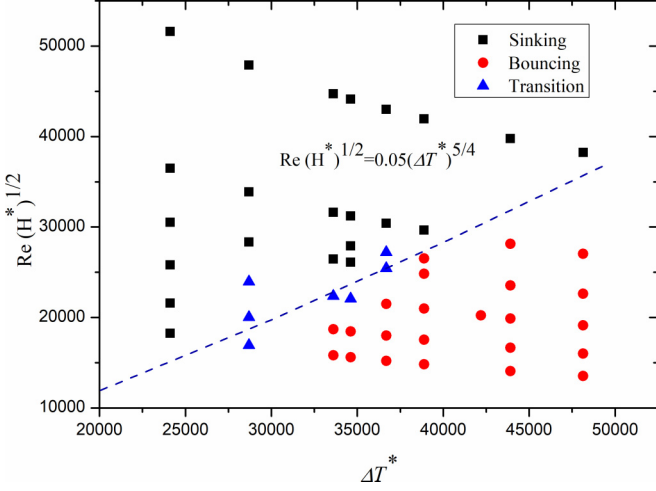 50000
40000
30000
20000
10000
Re (H*)1/2
Sinking
Bouncing
Transition
Re (H*)1/2=0.05(ΔT*)5/4
20000 25000 30000 35000 40000 45000 50000
ΔT*